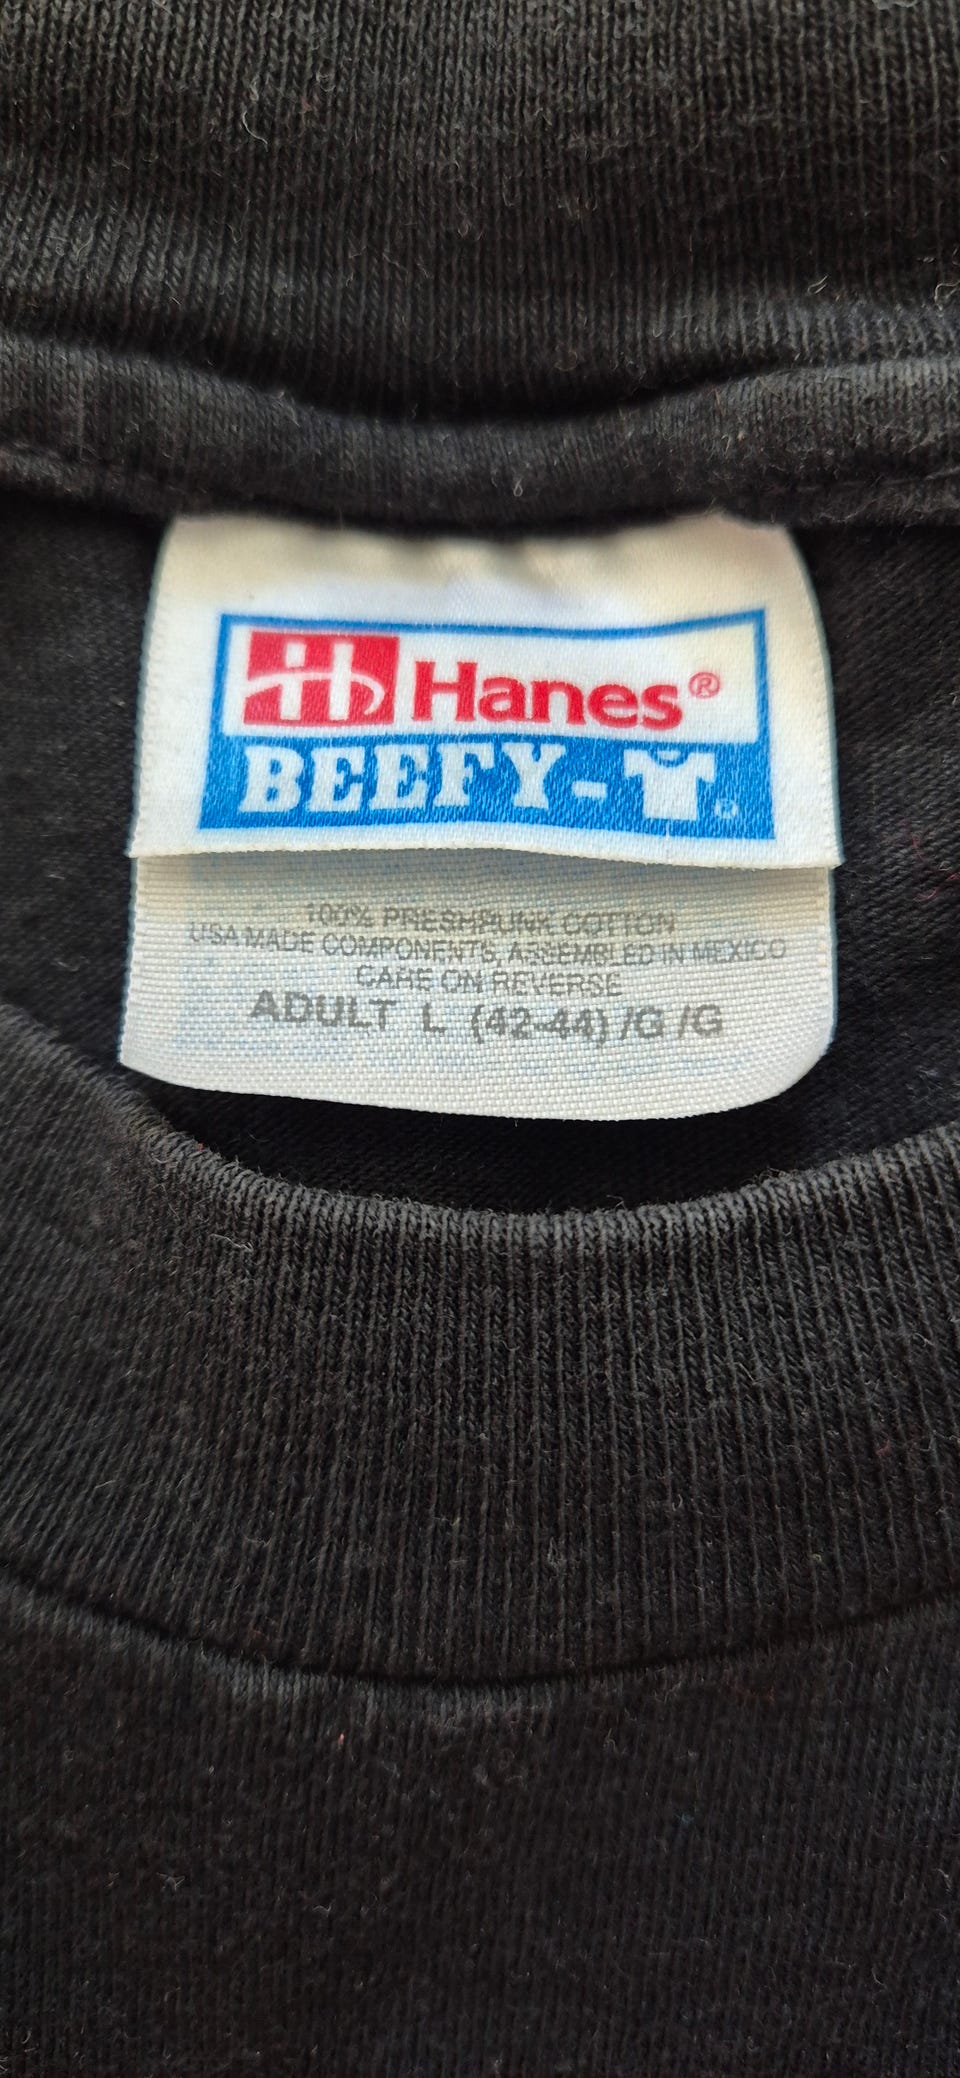 Hanes®
BEEFY-T®
100% PRESHRUNK COTTON
USA MADE COMPONENTS, ASSEMBLED IN MEXICO
CARE ON REVERSE
ADULT L (42-44) /G /G